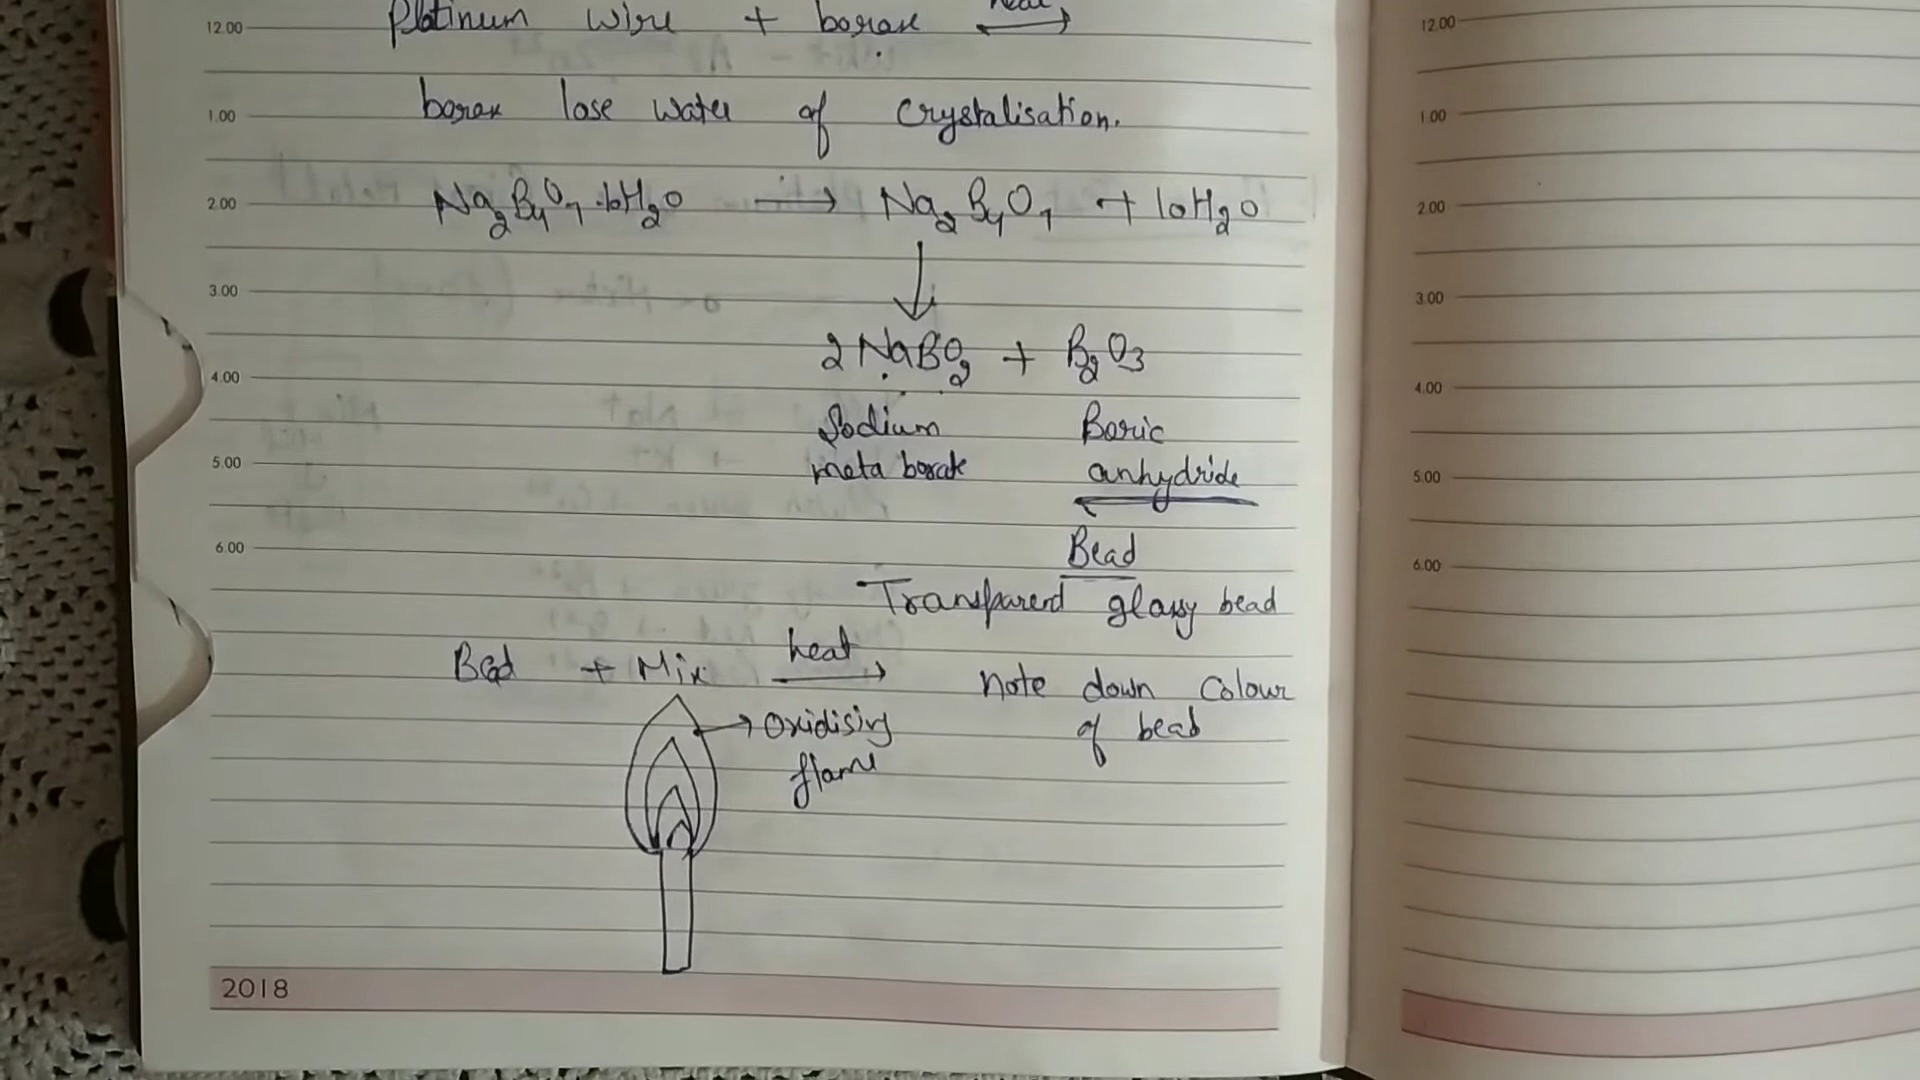 12.00 Platinum wire + borax heat
1.00 borax lose water of crystalisation.
2.00 Na2B4O7.10H2O → Na2B4O7 + 10H2O
3.00
↓
2NaBO2 + B2O3
4.00
Sodium Boric
5.00 meta borate anhydride
6.00 Bead
Transparend glassy bead
Bead + Mix heat → note down colour
→ Oxidising of bead
flame
2018
12.00
1.00
2.00
3.00
4.00
5.00
6.00